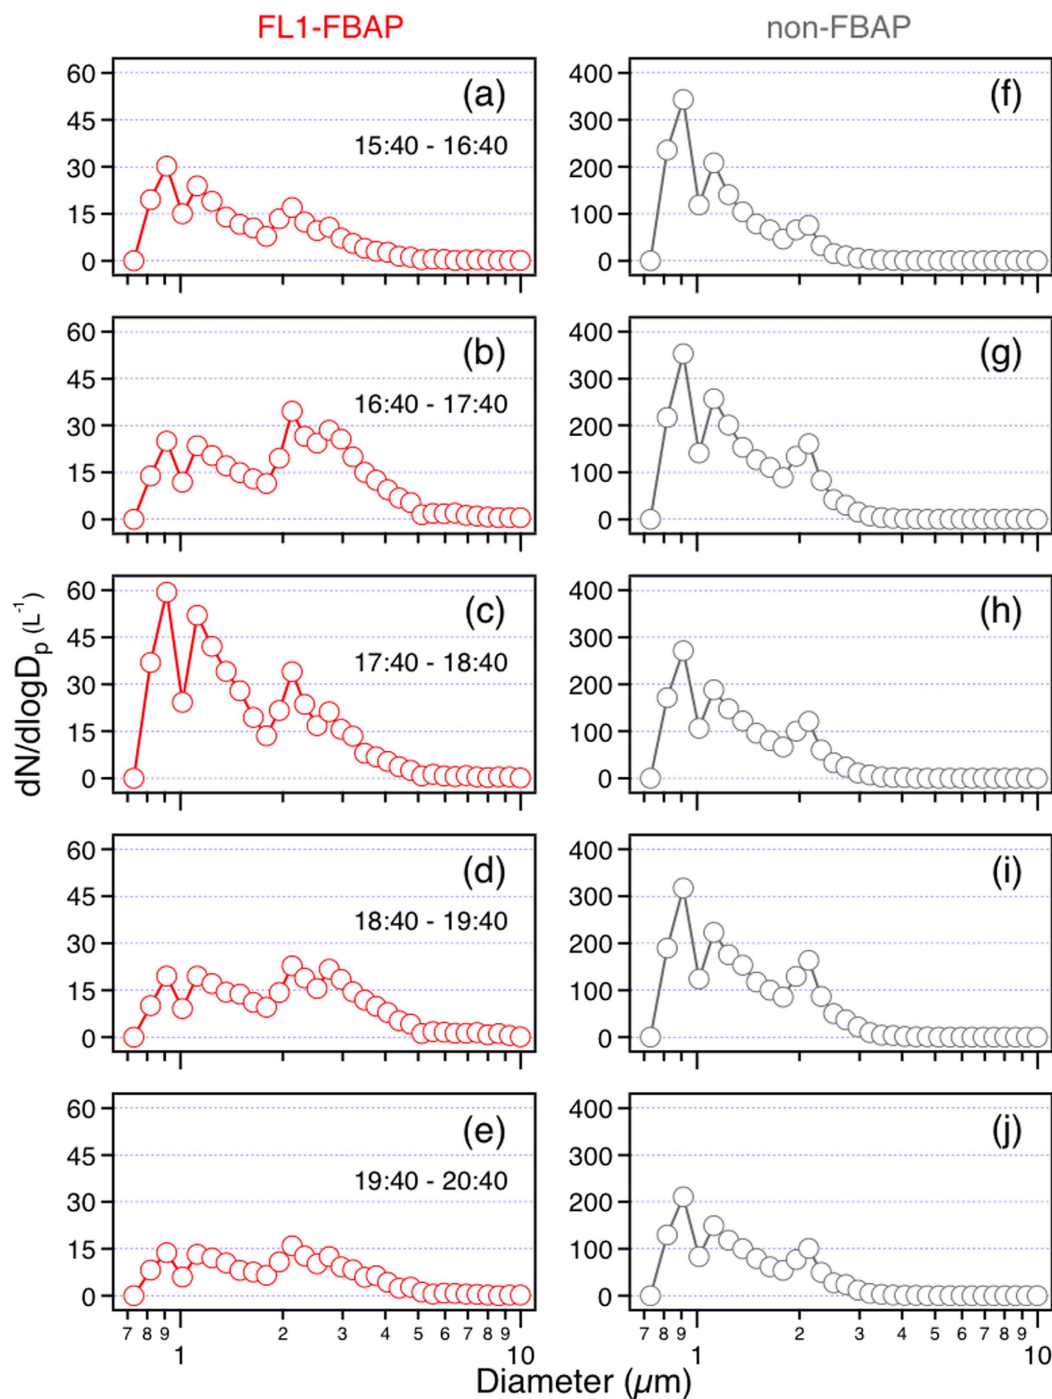 FL1-FBAP non-FBAP
60 (a) 400 (f)
45 15:40 - 16:40 300
30 200
15 100
0 0
60 (b) 400 (g)
45 16:40 - 17:40 300
30 200
15 100
0 0
60 (c) 400 (h)
45 17:40 - 18:40 300
30 200
15 100
0 0
60 (d) 400 (i)
45 18:40 - 19:40 300
30 200
15 100
0 0
60 (e) 400 (j)
45 19:40 - 20:40 300
30 200
15 100
0 0
7 8 9 2 3 4 5 6 7 8 9 7 8 9 2 3 4 5 6 7 8 9
1 10 1 10
dN/dlogDp (L-1)
Diameter (µm)